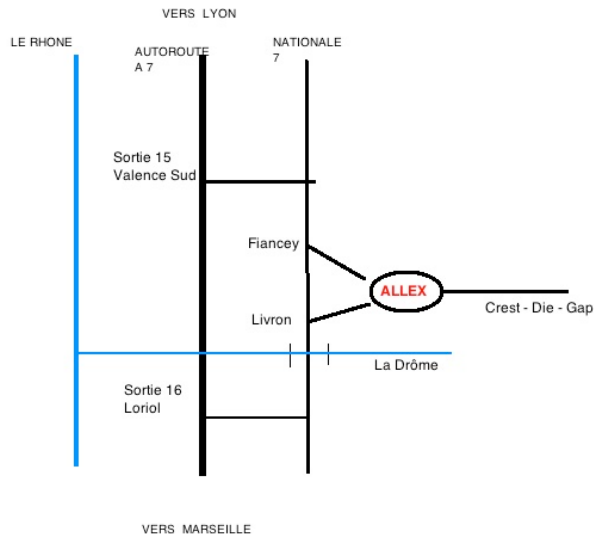 VERS LYON
LE RHONE
AUTOROUTE
A 7
NATIONALE
7
Sortie 15
Valence Sud
Fiancey
ALLEX
Crest - Die - Gap
Livron
La Drôme
Sortie 16
Loriol
VERS MARSEILLE